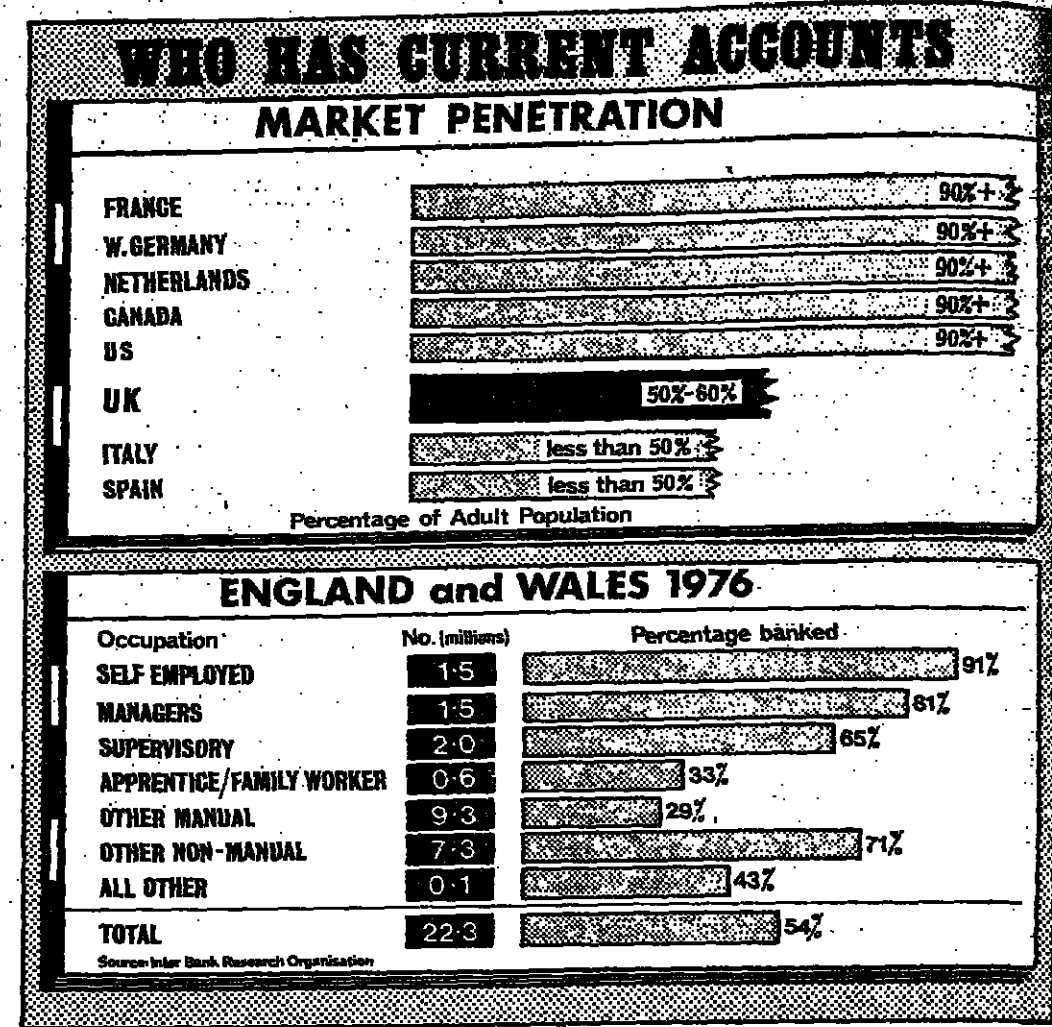 WHO HAS CURRENT ACCOUNTS
MARKET PENETRATION
FRANCE 90%+
W.GERMANY 90%+
NETHERLANDS 90%+
CANADA 90%+
US 90%+
UK 50%-60%
ITALY less than 50%
SPAIN less than 50%
Percentage of Adult Population
ENGLAND and WALES 1976
Occupation No. (millions) Percentage banked
SELF EMPLOYED 1·5 91%
MANAGERS 1·5 81%
SUPERVISORY 2·0 65%
APPRENTICE/FAMILY WORKER 0·6 33%
OTHER MANUAL 9·3 29%
OTHER NON-MANUAL 7·3 71%
ALL OTHER 0·1 43%
TOTAL 22·3 54%
Source: Inter Bank Research Organisation